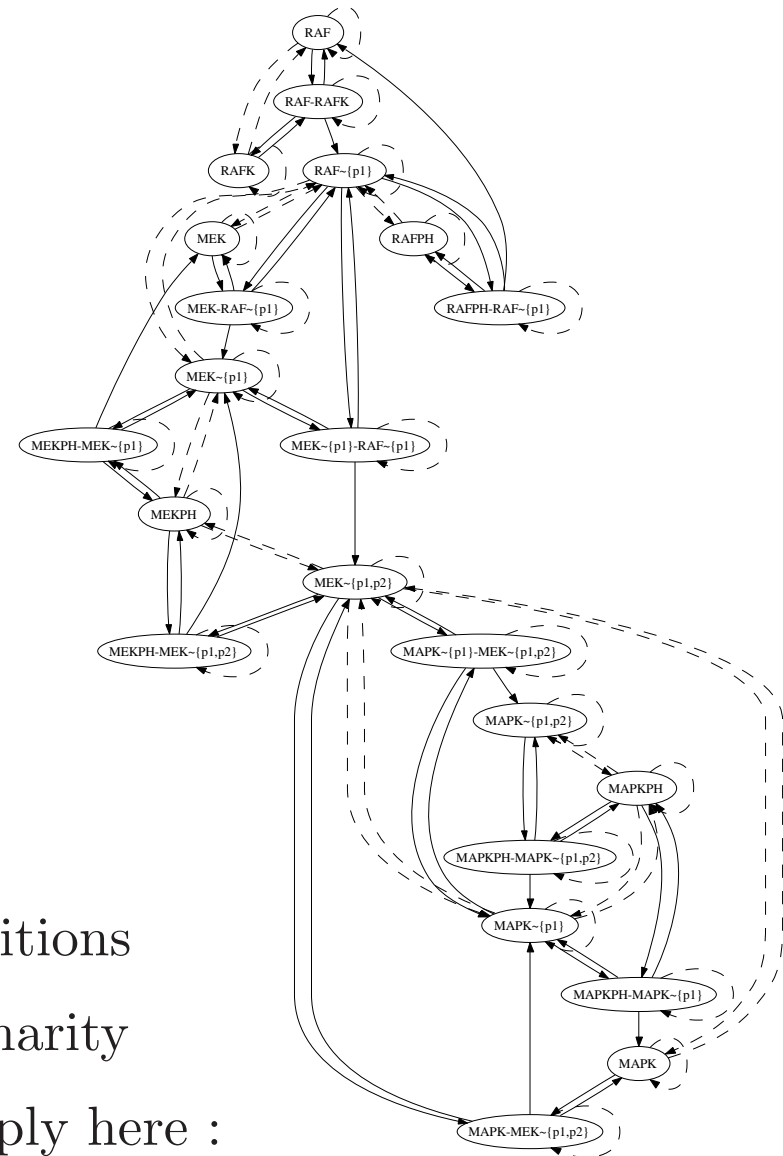 RAF
RAF-RAFK
RAFK
RAF~{p1}
MEK
RAFPH
MEK-RAF~{p1}
RAFPH-RAF~{p1}
MEK~{p1}
MEKPH-MEK~{p1}
MEK~{p1}-RAF~{p1}
MEKPH
MEK~{p1,p2}
MEKPH-MEK~{p1,p2}
MAPK~{p1}-MEK~{p1,p2}
MAPK~{p1,p2}
MAPKPH
MAPKPH-MAPK~{p1,p2}
MAPK~{p1}
itions
MAPKPH-MAPK~{p1}
narity
MAPK
ply here :
MAPK-MEK~{p1,p2}